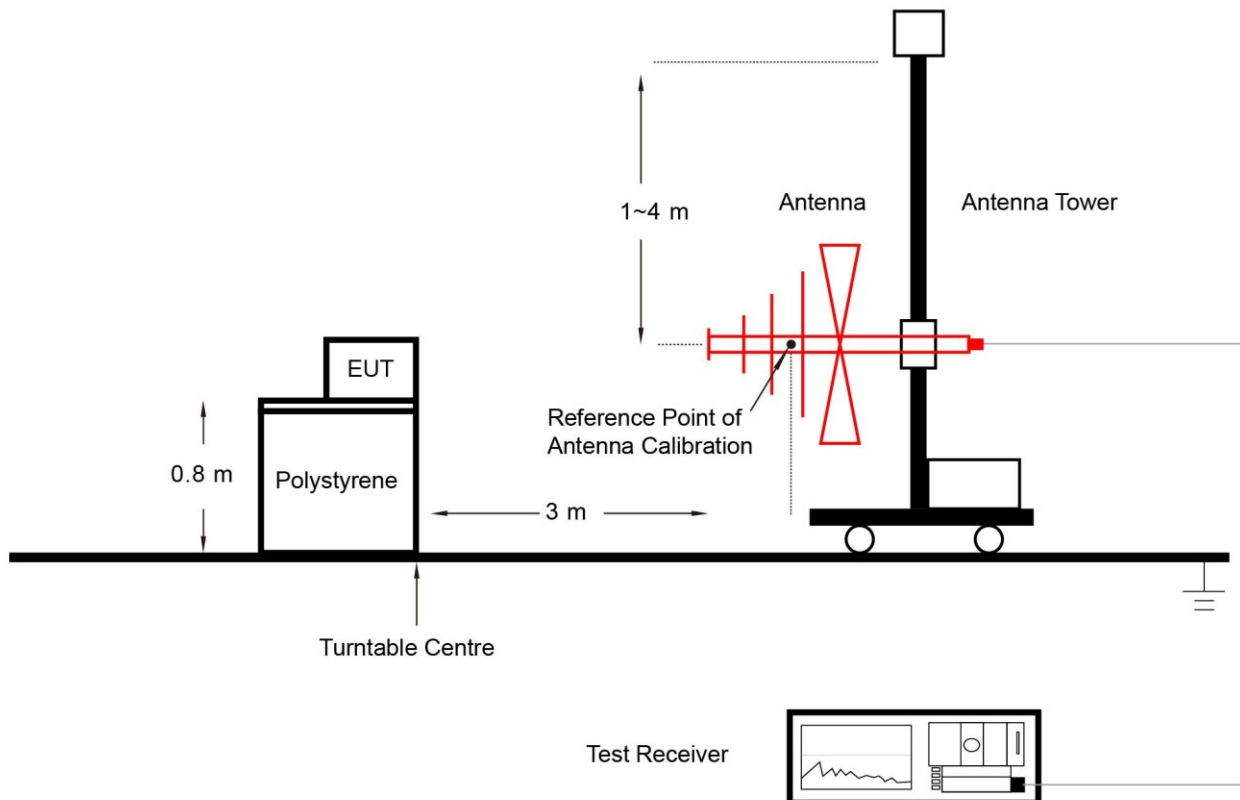 1~4 m
Antenna
Antenna Tower
EUT
Reference Point of
Antenna Calibration
0.8 m
Polystyrene
3 m
Turntable Centre
Test Receiver